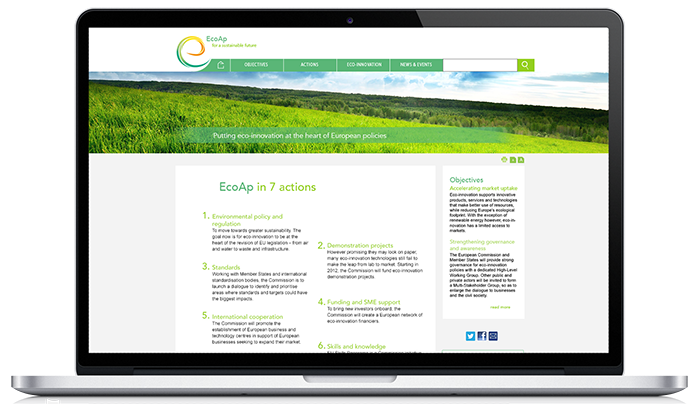 EcoAp
for a sustainable future
OBJECTIVES
ACTIONS
ECO-INNOVATION
NEWS & EVENTS
Putting eco-innovation at the heart of European policies
EcoAp in 7 actions
1. Environmental policy and
regulation
To move towards greater sustainability. The
goal now is for eco-innovation to be at the
heart of the revision of EU legislation - from air
and water to waste and infrastructure.
2. Demonstration projects
However promising they may look on paper,
many eco-technologies still fail to
make the leap from lab to market. Starting in
2012, the Commission will fund eco-innovation
demonstration projects.
3. Standards
Working with Member States and international
standardisation bodies, the Commission is to
launch a dialogue to identify and prioritise
areas where standards and targets could have
the biggest impacts.
4. Funding and SME support
To bring new investors onboard, the
Commission will create a European network of
eco innovation financiers.
5. International cooperation
The Commission will promote the
establishment of European business and
technology centres in support of European
businesses seeking to expand their market.
6. Skills and knowledge
Objectives
Accelerating market uptake
Eco-innovation supports innovative
products, services and technologies
that make better use of resources,
while reducing Europe's ecological
footprint. With the exception of
renewable energy however, eco-in-
novation has a limited access to
markets.
Strengthening governance
and awareness
The European Commission and
Member States will provide strong
governance for eco-innovation
policies with a dedicated High-Level
Working Group. Other public and
private actors will be invited to form
a Multi-Stakeholder Group, so as to
enlarge the dialogue to businesses
and the civil society.
read more